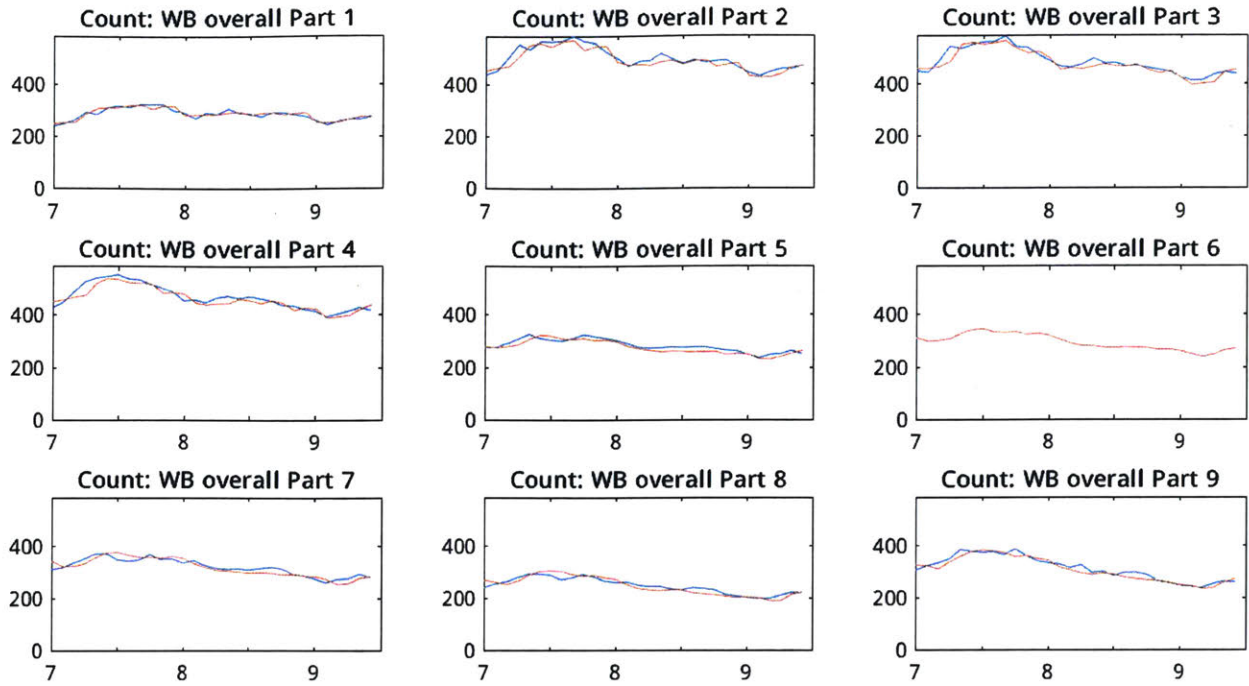 Count: WB overall Part 1
Count: WB overall Part 2
Count: WB overall Part 3
400
200
0
7 8 9
400
200
0
7 8 9
400
200
0
7 8 9
Count: WB overall Part 4
Count: WB overall Part 5
Count: WB overall Part 6
400
200
0
7 8 9
400
200
0
7 8 9
400
200
0
7 8 9
Count: WB overall Part 7
Count: WB overall Part 8
Count: WB overall Part 9
400
200
0
7 8 9
400
200
0
7 8 9
400
200
0
7 8 9